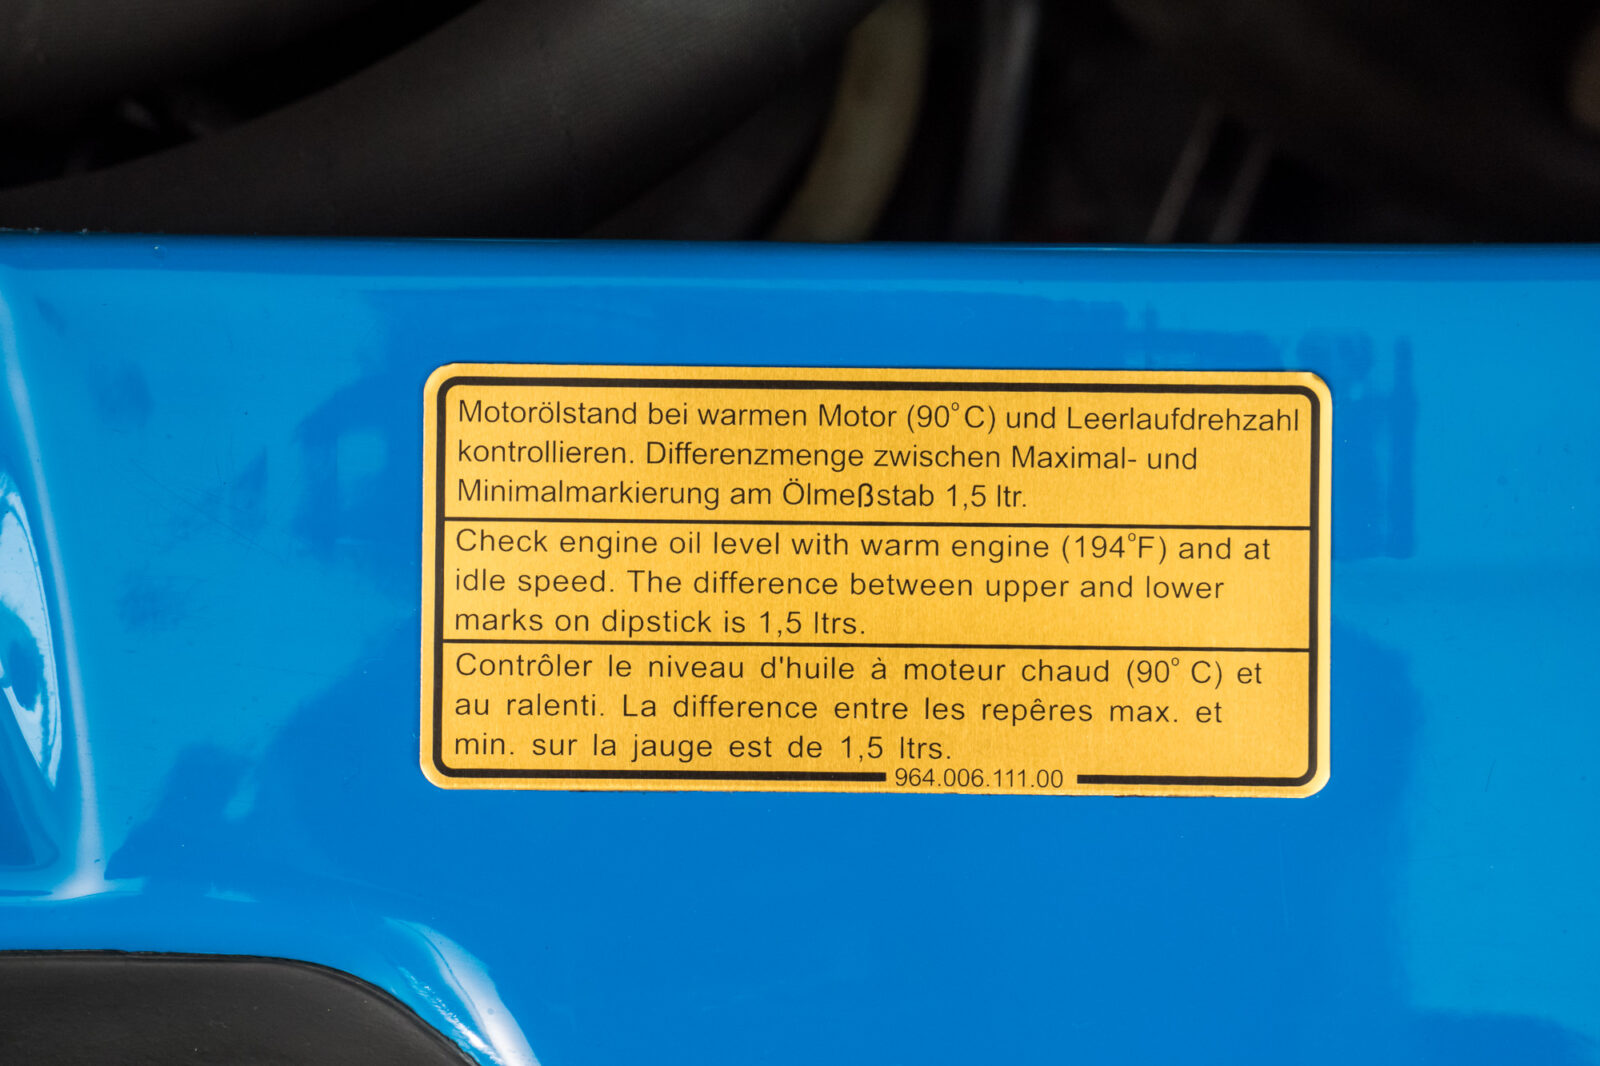 Motorölstand bei warmen Motor (90°C) und Leerlaufdrehzahl
kontrollieren. Differenzmenge zwischen Maximal- und
Minimalmarkierung am Ölmeßstab 1,5 ltr.
Check engine oil level with warm engine (194°F) and at
idle speed. The difference between upper and lower
marks on dipstick is 1,5 ltrs.
Contrôler le niveau d'huile à moteur chaud (90° C) et
au ralenti. La difference entre les repêres max. et
min. sur la jauge est de 1,5 ltrs.
964.006.111.00